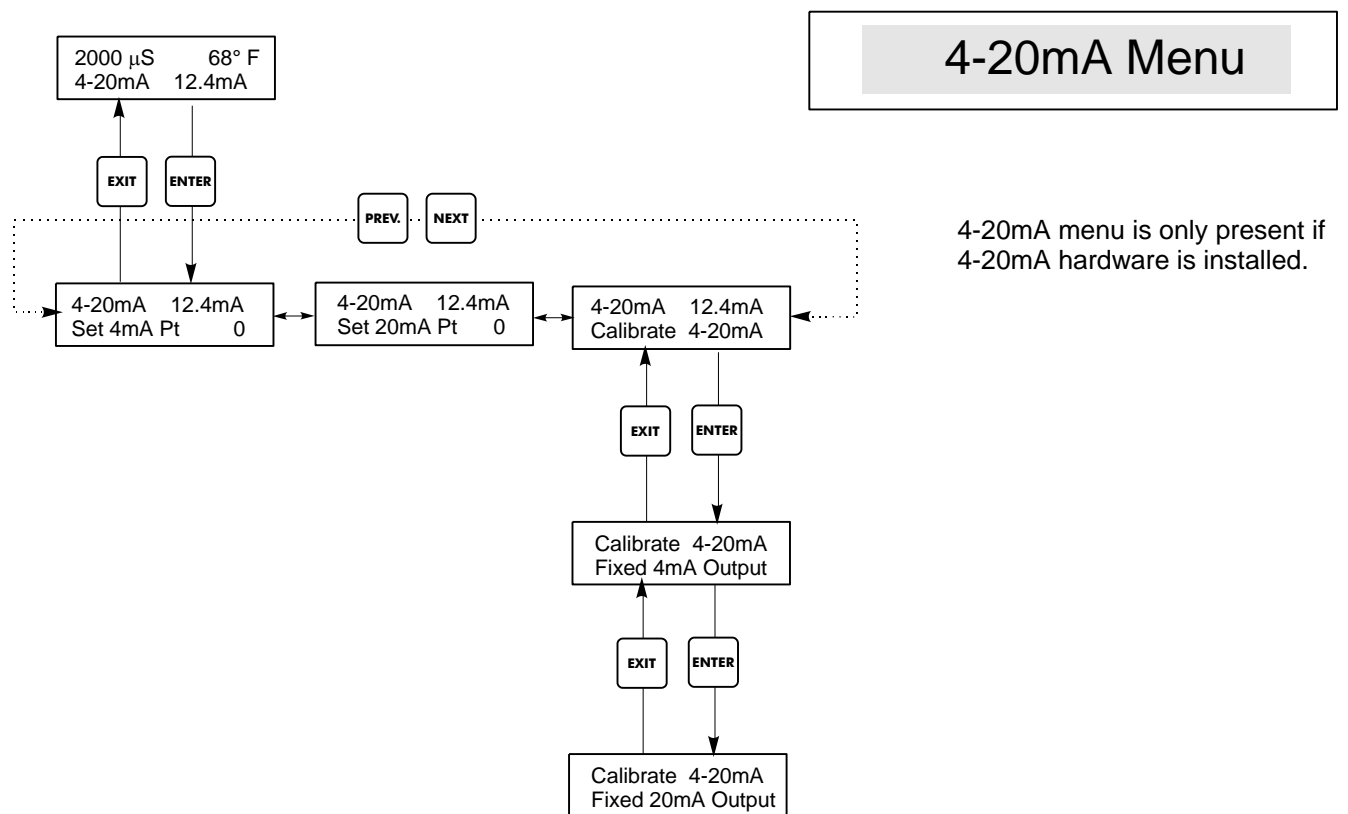 4-20mA Menu
2000 μS 68° F
4-20mA 12.4mA
EXIT
ENTER
PREV.
NEXT
4-20mA menu is only present if
4-20mA hardware is installed.
4-20mA 12.4mA
Set 4mA Pt 0
4-20mA 12.4mA
Set 20mA Pt 0
4-20mA 12.4mA
Calibrate 4-20mA
EXIT
ENTER
Calibrate 4-20mA
Fixed 4mA Output
EXIT
ENTER
Calibrate 4-20mA
Fixed 20mA Output